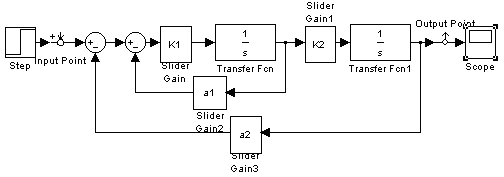 Step
Input Point
K1
Slider
Gain
1
s
Transfer Fcn
Slider
Gain1
K2
1
s
Transfer Fcn1
Output Point
Scope
a1
Slider
Gain2
a2
Slider
Gain3